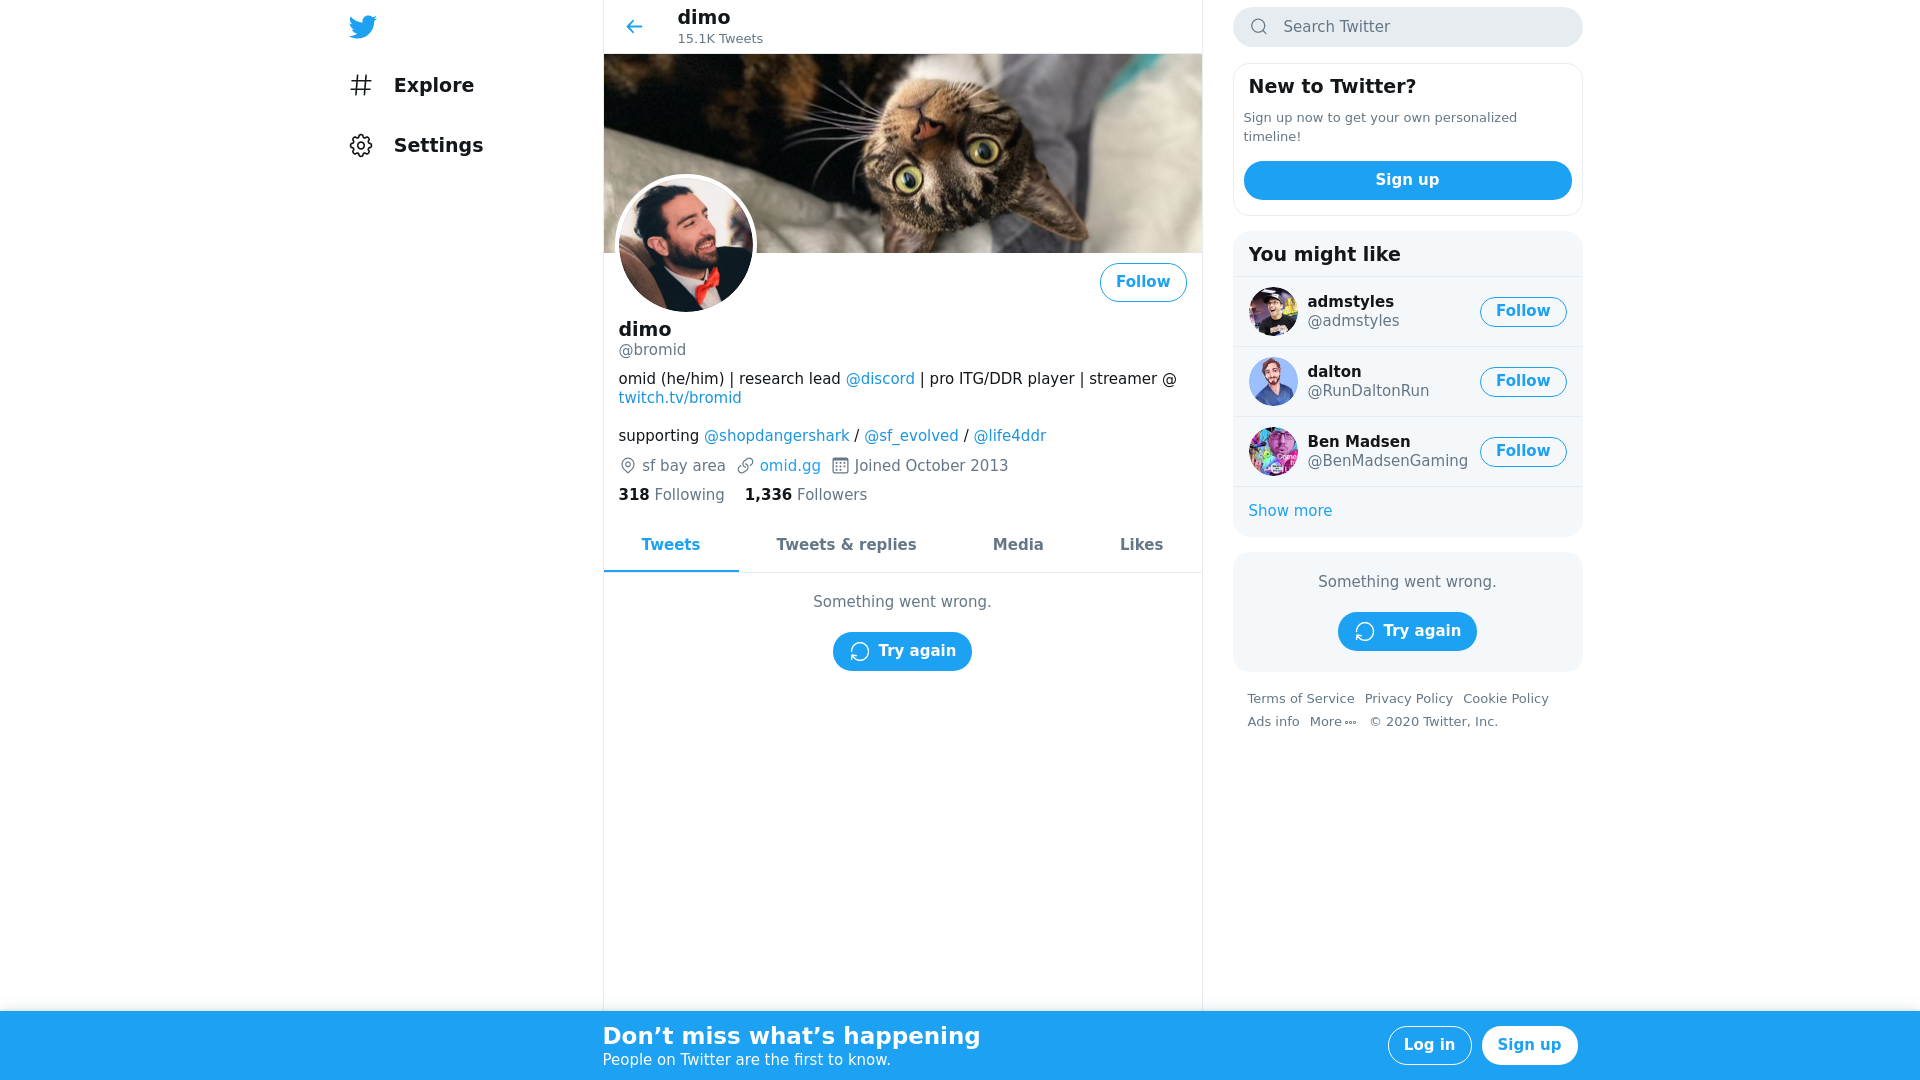 Explore
Settings
dimo
15.1K Tweets
Follow
dimo
@bromid
omid (he/him) | research lead @discord | pro ITG/DDR player | streamer @
twitch.tv/bromid
supporting @shopdangershark / @sf_evolved / @life4ddr
sf bay area omid.gg Joined October 2013
318 Following 1,336 Followers
Tweets Tweets & replies Media Likes
Something went wrong.
Try again
Search Twitter
New to Twitter?
Sign up now to get your own personalized
timeline!
Sign up
You might like
admstyles
@admstyles
Follow
dalton
@RunDaltonRun
Follow
Ben Madsen
@BenMadsenGaming
Follow
Show more
Something went wrong.
Try again
Terms of Service Privacy Policy Cookie Policy
Ads info More © 2020 Twitter, Inc.
Don’t miss what’s happening
People on Twitter are the first to know.
Log in Sign up